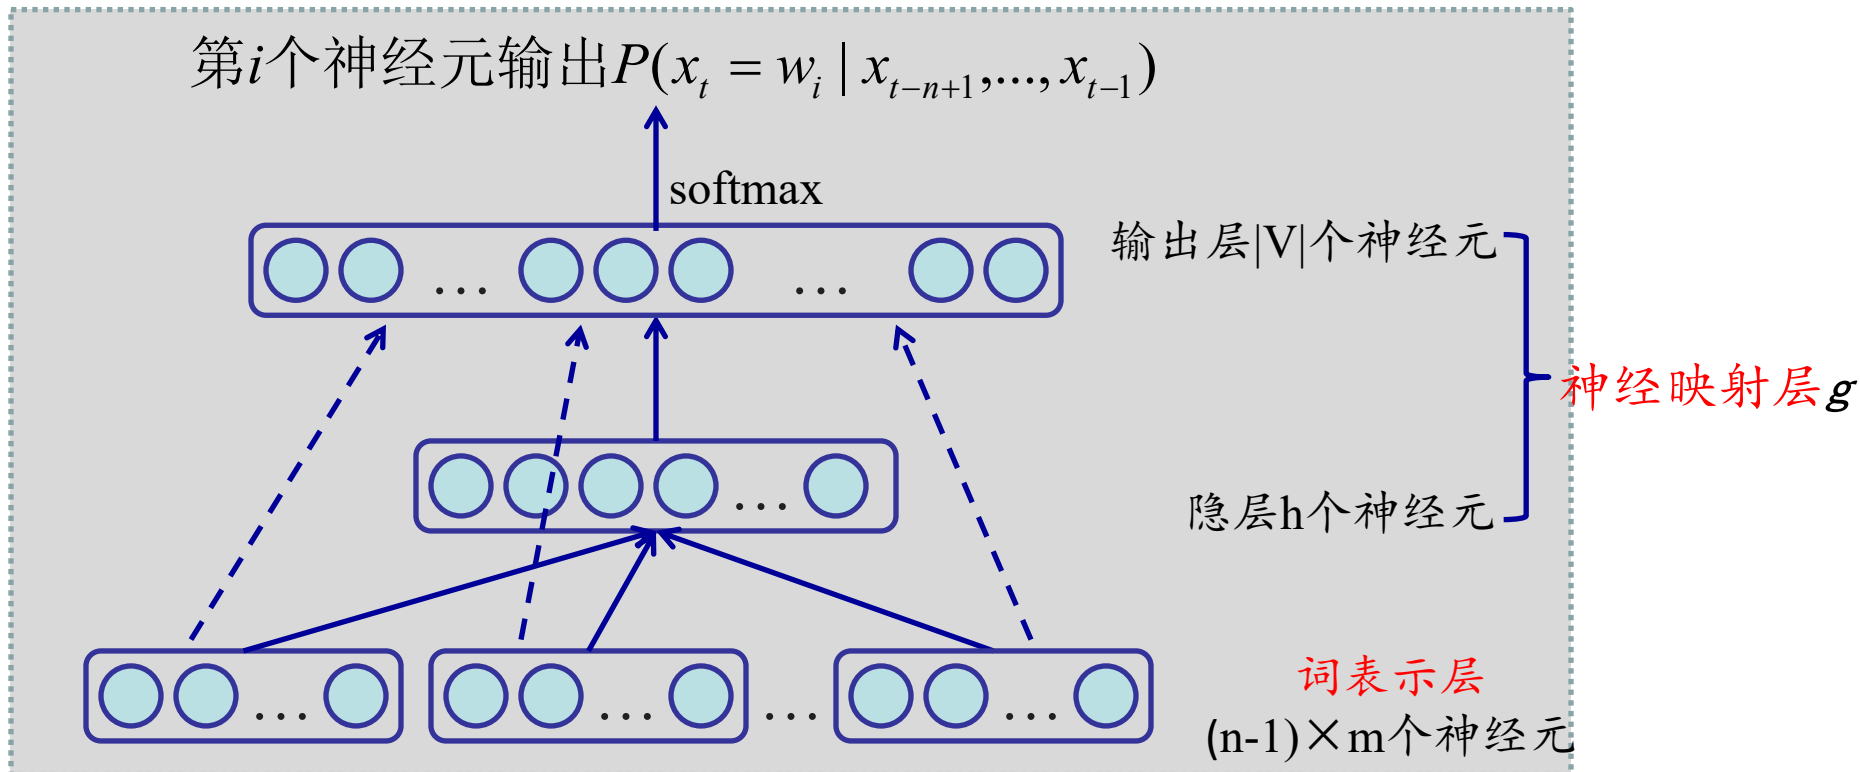 第i个神经元输出P(x_t = w_i | x_{t-n+1},...,x_{t-1})
softmax
输出层|V|个神经元
... ...
神经映射层g
...
隐层h个神经元
词表示层
... ... ... ...
(n-1)×m个神经元